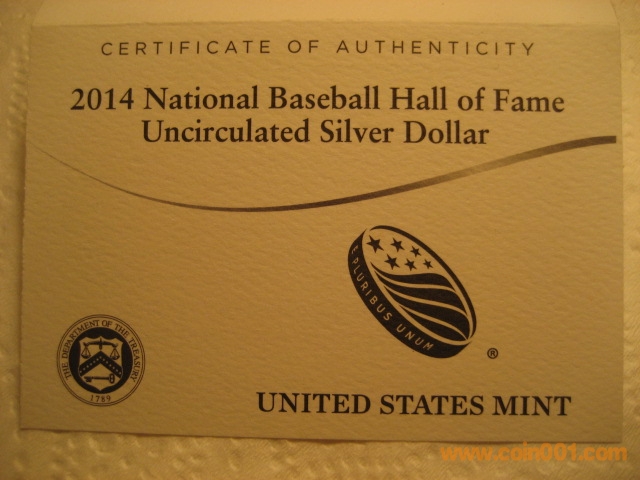 CERTIFICATE OF AUTHENTICITY
2014 National Baseball Hall of Fame
Uncirculated Silver Dollar
E PLURIBUS UNUM
®
THE DEPARTMENT OF THE TREASURY
1789
UNITED STATES MINT
www.coin001.com